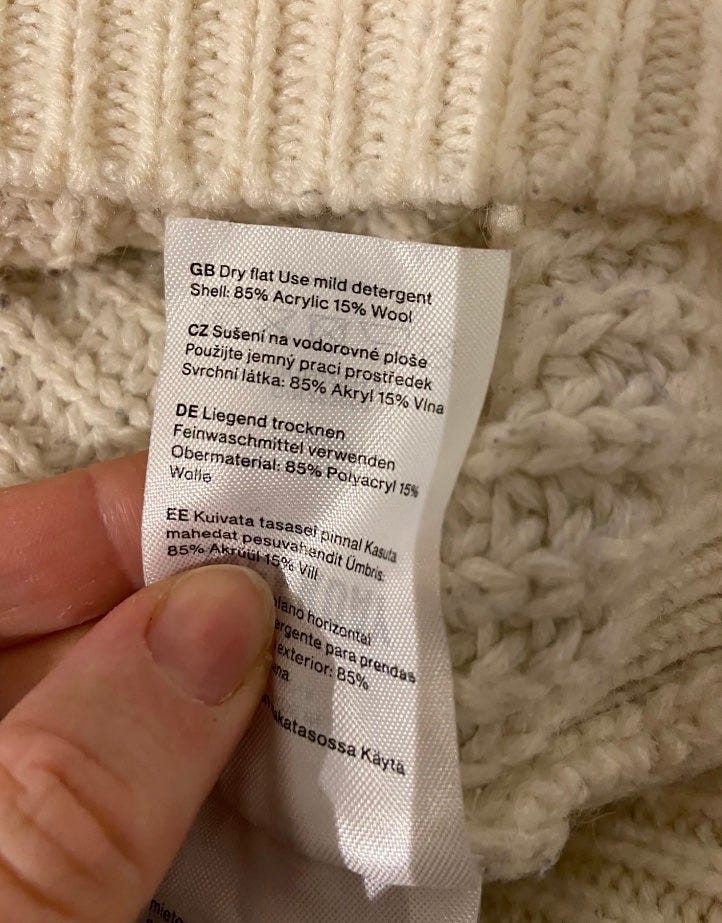 GB Dry flat Use mild detergent
Shell: 85% Acrylic 15% Wool
CZ Sušení na vodorovné ploše
Použijte jemný prací prostředek
Svrchní látka: 85% Akryl 15% Vlna
DE Liegend trocknen
Feinwaschmittel verwenden
Obermaterial: 85% Polyacryl 15%
Wolle
EE Kuivata tasasel pinnal Kasuta
mahedat pesuvahendit Ümbris:
85% Akrüül 15% Vill
plano horizontal
para prendas
exterior: 85%
Käytä